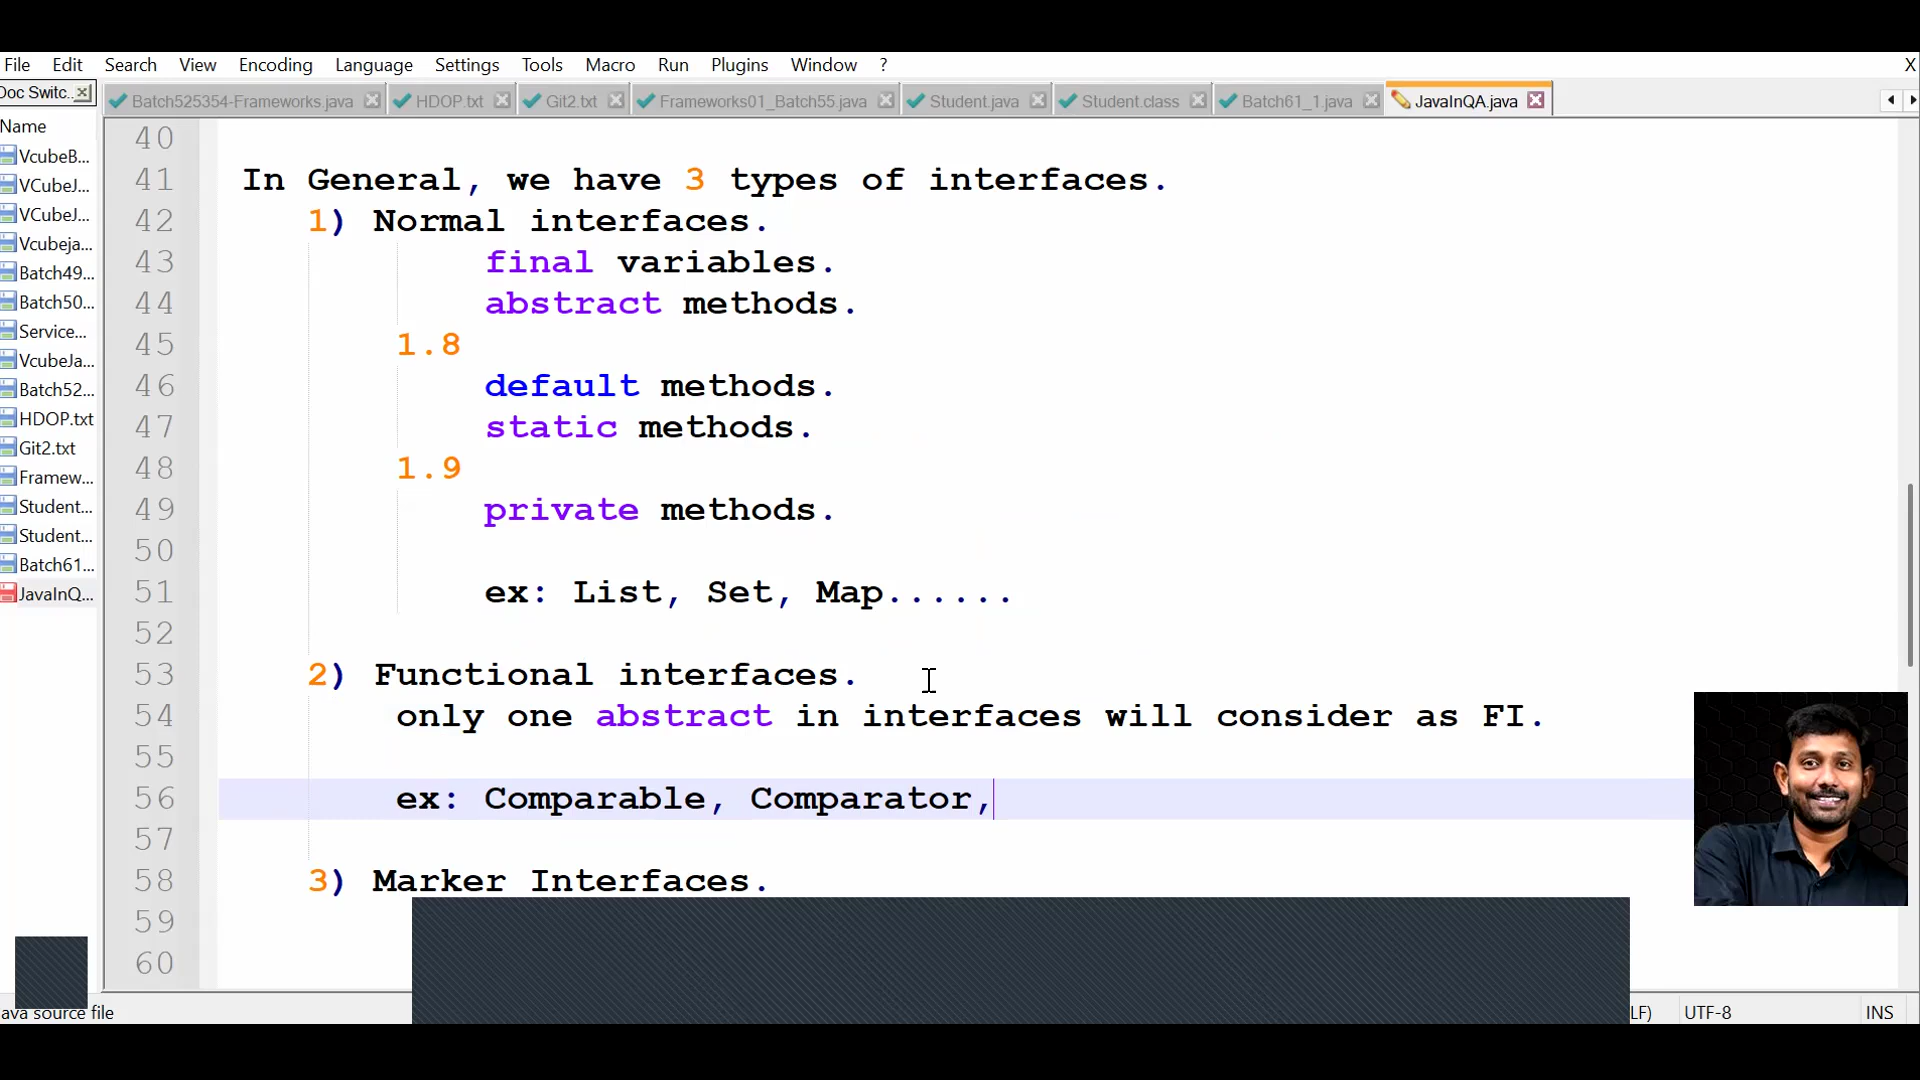 File Edit Search View Encoding Language Settings Tools Macro Run Plugins Window ? X
Doc Switc..
Batch525354-Frameworks.java HDOP.txt Git2.txt Frameworks01_Batch55.java Student.java Student.class Batch61_1.java JavaInQA.java
Name
VcubeB...
VCubeJ...
VCubeJ...
Vcubeja...
Batch49...
Batch50...
Service...
VcubeJa...
Batch52...
HDOP.txt
Git2.txt
Framew...
Student...
Student...
Batch61...
JavaInQ...
40
41 In General, we have 3 types of interfaces.
42 1) Normal interfaces.
43 final variables.
44 abstract methods.
45 1.8
46 default methods.
47 static methods.
48 1.9
49 private methods.
50
51 ex: List, Set, Map......
52
53 2) Functional interfaces.
54 only one abstract in interfaces will consider as FI.
55
56 ex: Comparable, Comparator,
57
58 3) Marker Interfaces.
59
60
ava source file LF) UTF-8 INS